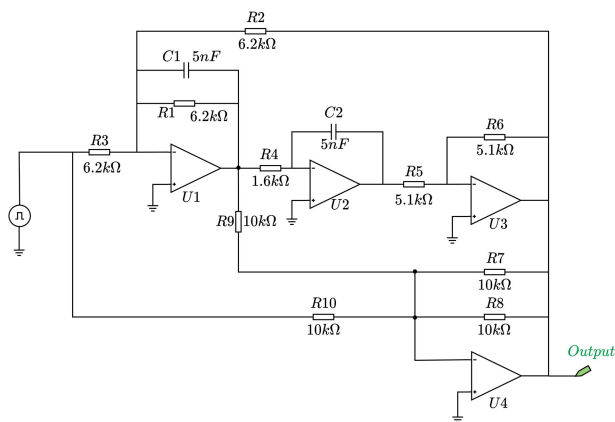 R2
6.2kΩ
C1 5nF
R1 6.2kΩ
R3
6.2kΩ
U1
R4
1.6kΩ
C2
5nF
U2
R5
5.1kΩ
R6
5.1kΩ
U3
R9 10kΩ
R7
10kΩ
R10
10kΩ
R8
10kΩ
U4
Output
- + - + - + - +